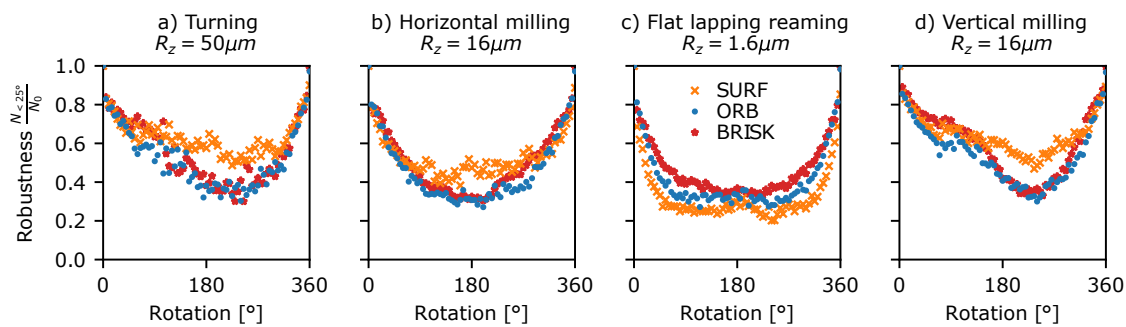 a) Turning
R_z = 50μm
b) Horizontal milling
R_z = 16μm
c) Flat lapping reaming
R_z = 1.6μm
d) Vertical milling
R_z = 16μm
Robustness N < 25° / N_0
1.0
0.8
0.6
0.4
0.2
0.0
SURF
ORB
BRISK
0 180 360
0 180 360
0 180 360
0 180 360
Rotation [°]
Rotation [°]
Rotation [°]
Rotation [°]